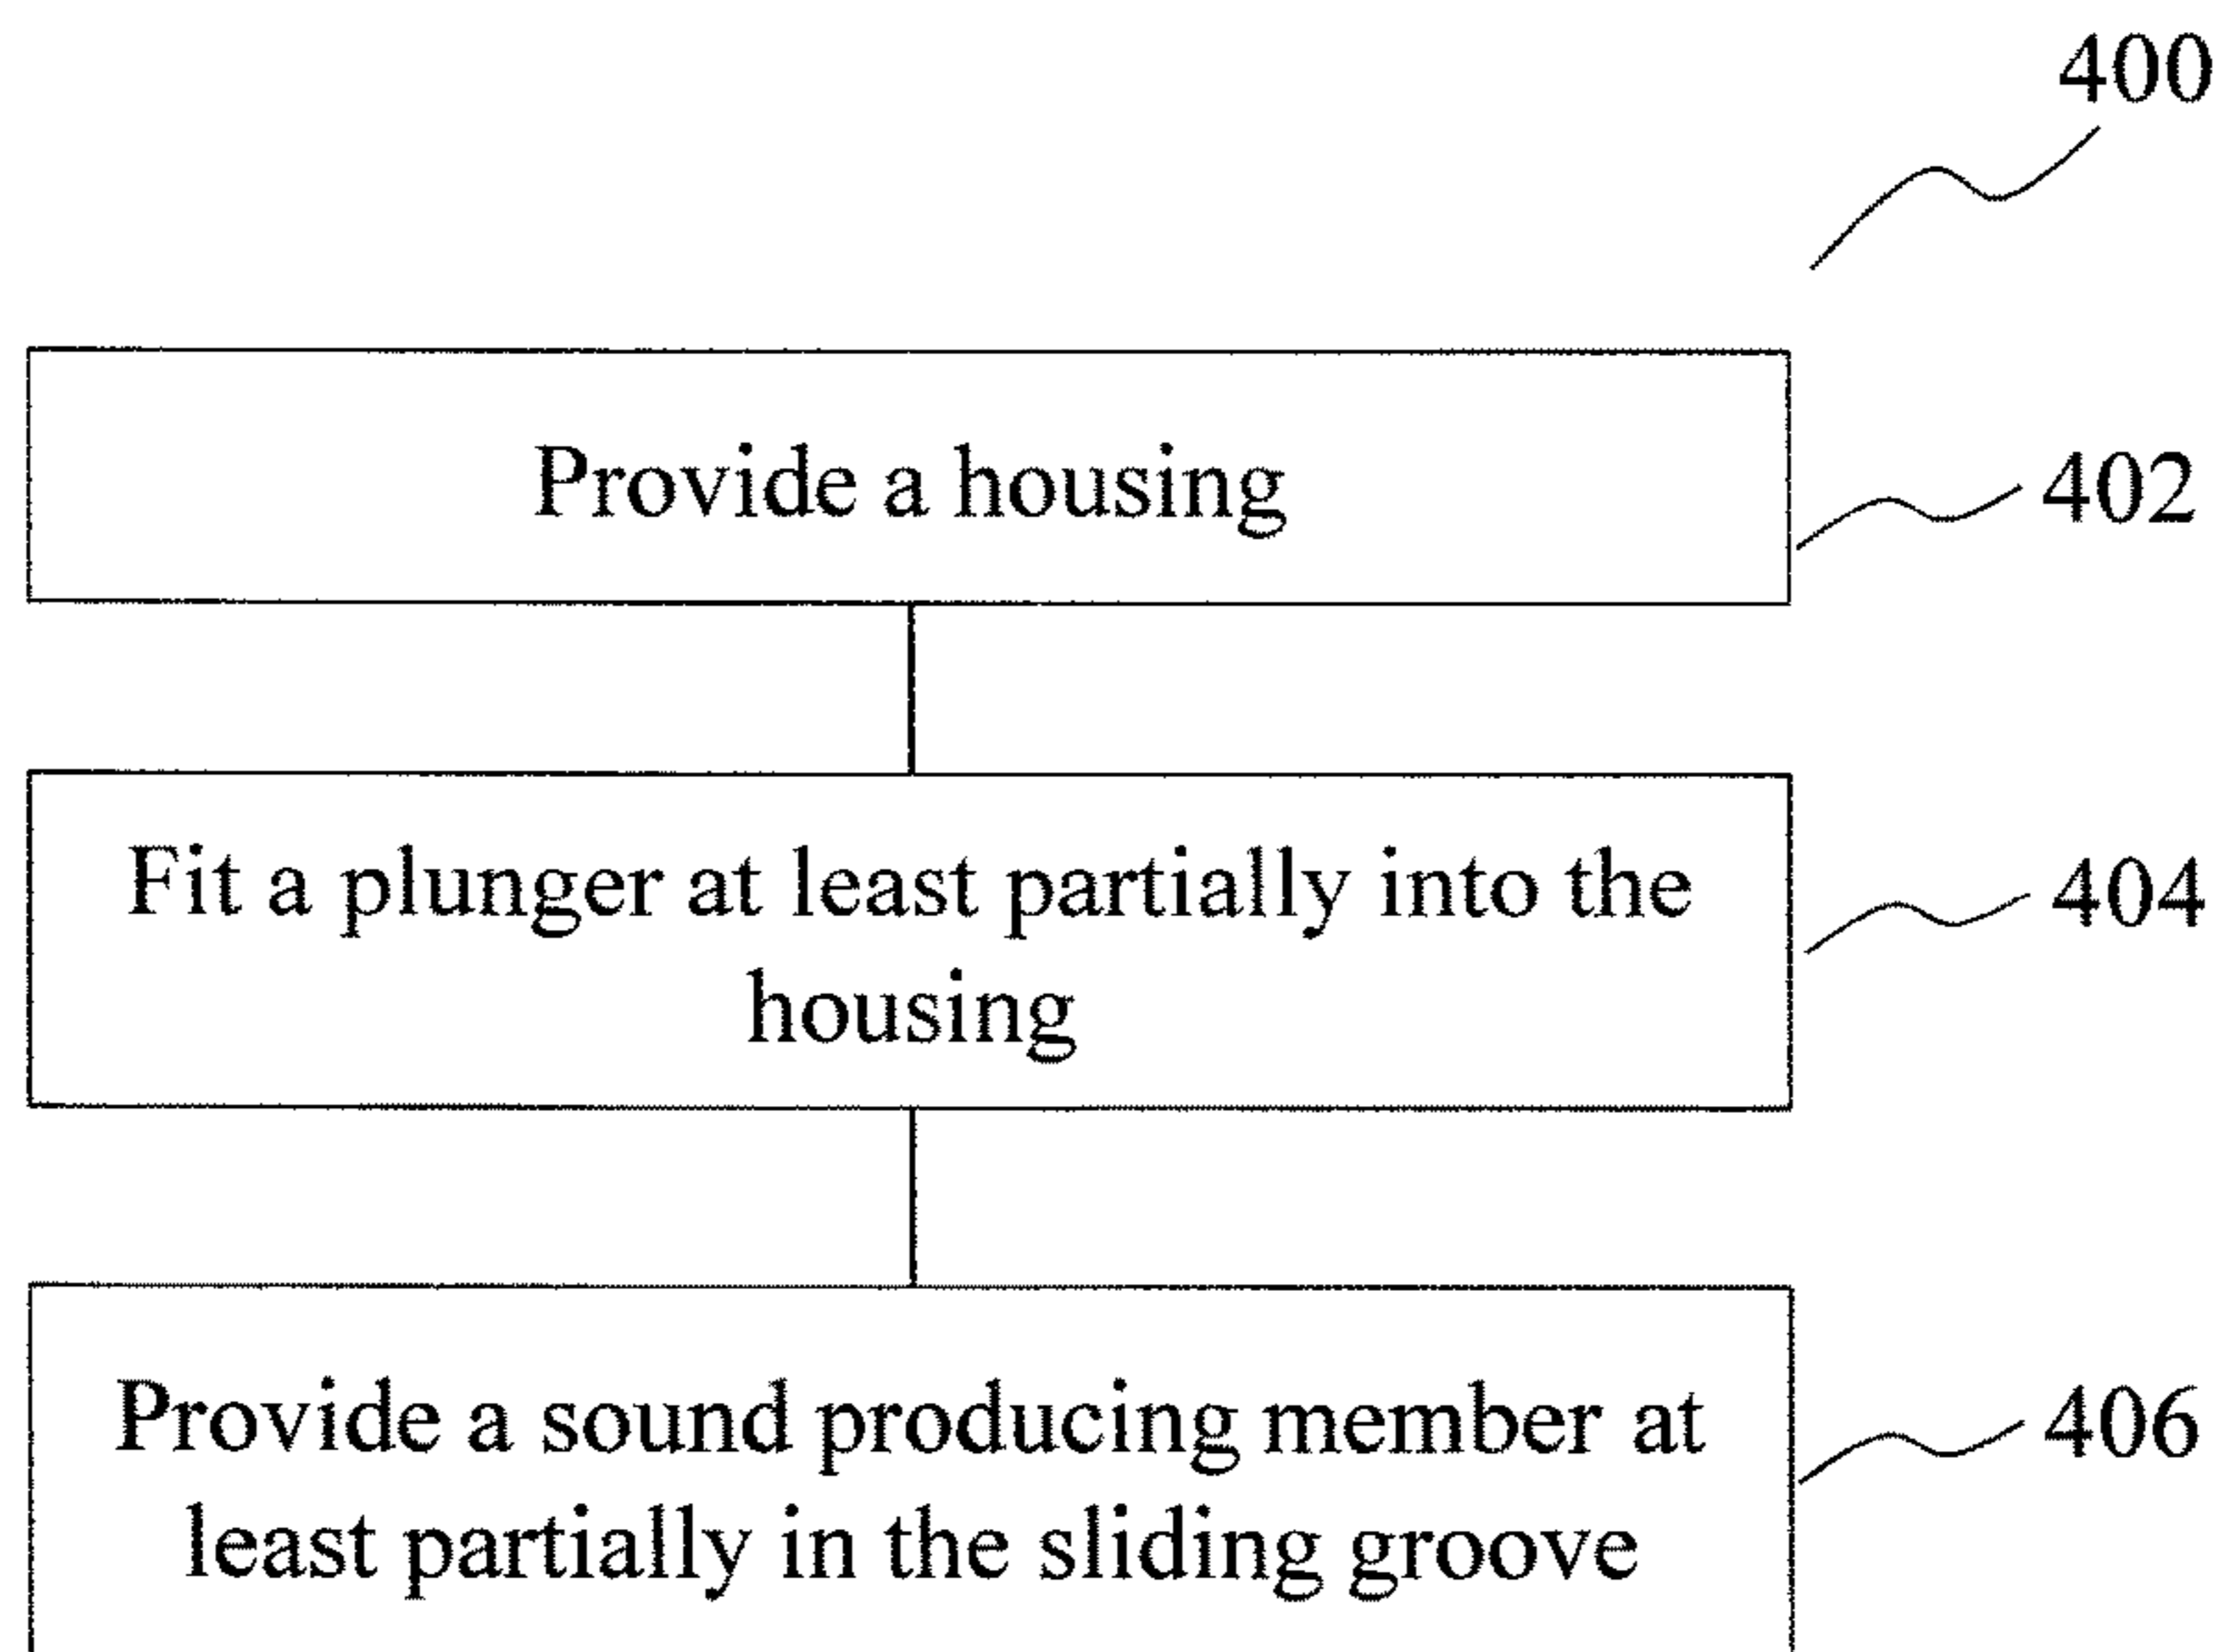 400
Provide a housing
402
Fit a plunger at least partially into the
housing
404
Provide a sound producing member at
least partially in the sliding groove
406